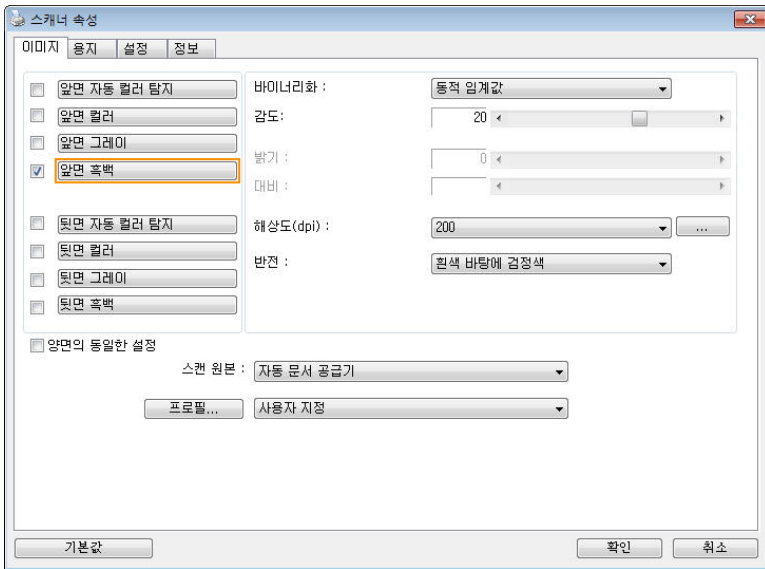 스캐너 속성
이미지 용지 설정 정보
앞면 자동 컬러 탐지
앞면 컬러
앞면 그레이
앞면 흑백
뒷면 자동 컬러 탐지
뒷면 컬러
뒷면 그레이
뒷면 흑백
바이너리화 : 동적 임계값
감도: 20
밝기 : 0
대비 :
해상도(dpi) : 200 ...
반전 : 흰색 바탕에 검정색
양면의 동일한 설정
스캔 원본 : 자동 문서 공급기
프로필... 사용자 지정
기본값 확인 취소